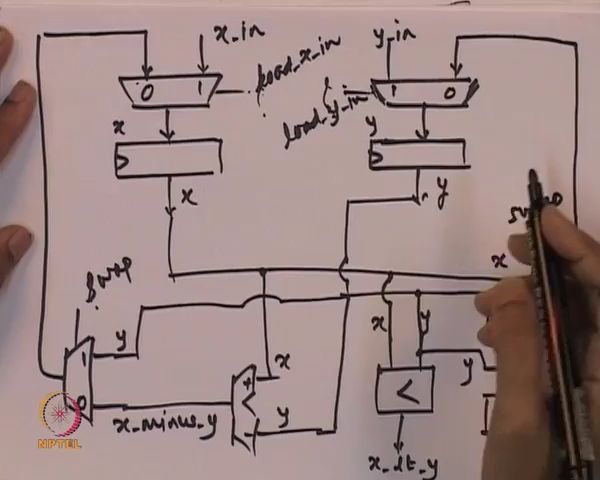 x_in
y_in
0 1
load_x_in
load_y_in
1 0
x
y
x
y
swap
x
swap
1
y
0
x_minus_y
+
x
-
y
x
y
<
x_lt_y
y
NPTEL